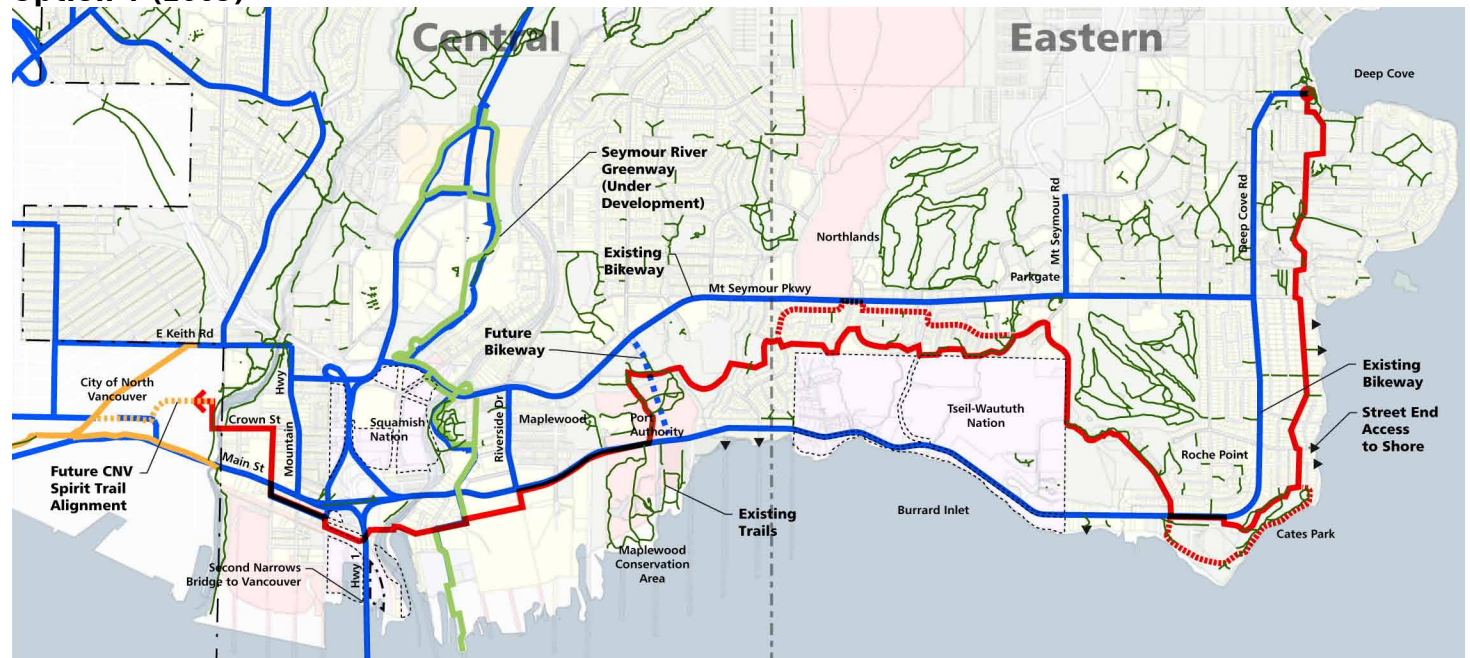 Central
Eastern
Deep Cove
Seymour River
Greenway
(Under
Development)
Mt Seymour Rd
Deep Cove Rd
Northlands
Existing
Bikeway
Parkgate
Mt Seymour Pkwy
E Keith Rd
Future
Bikeway
Hwy 1
City of North
Vancouver
Existing
Bikeway
Crown St
Mountain
Squamish
Nation
Riverside Dr
Maplewood
Port
Authority
Tseil-Waututh
Nation
Street End
Access
to Shore
Main St
Roche Point
Future CNV
Spirit Trail
Alignment
Existing
Trails
Burrard Inlet
Cates Park
Maplewood
Conservation
Area
Second Narrows
Bridge to Vancouver
Hwy 1